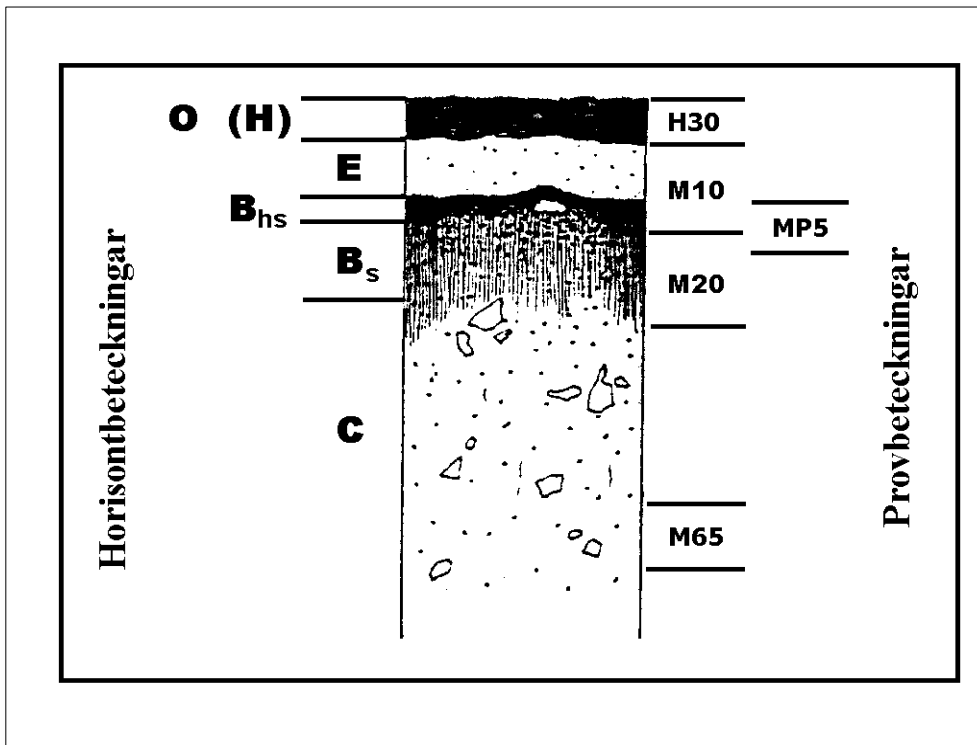 Horisontbeteckningar
O (H)
E
Bhs
Bs
C
H30
M10
MP5
M20
M65
Provbeteckningar